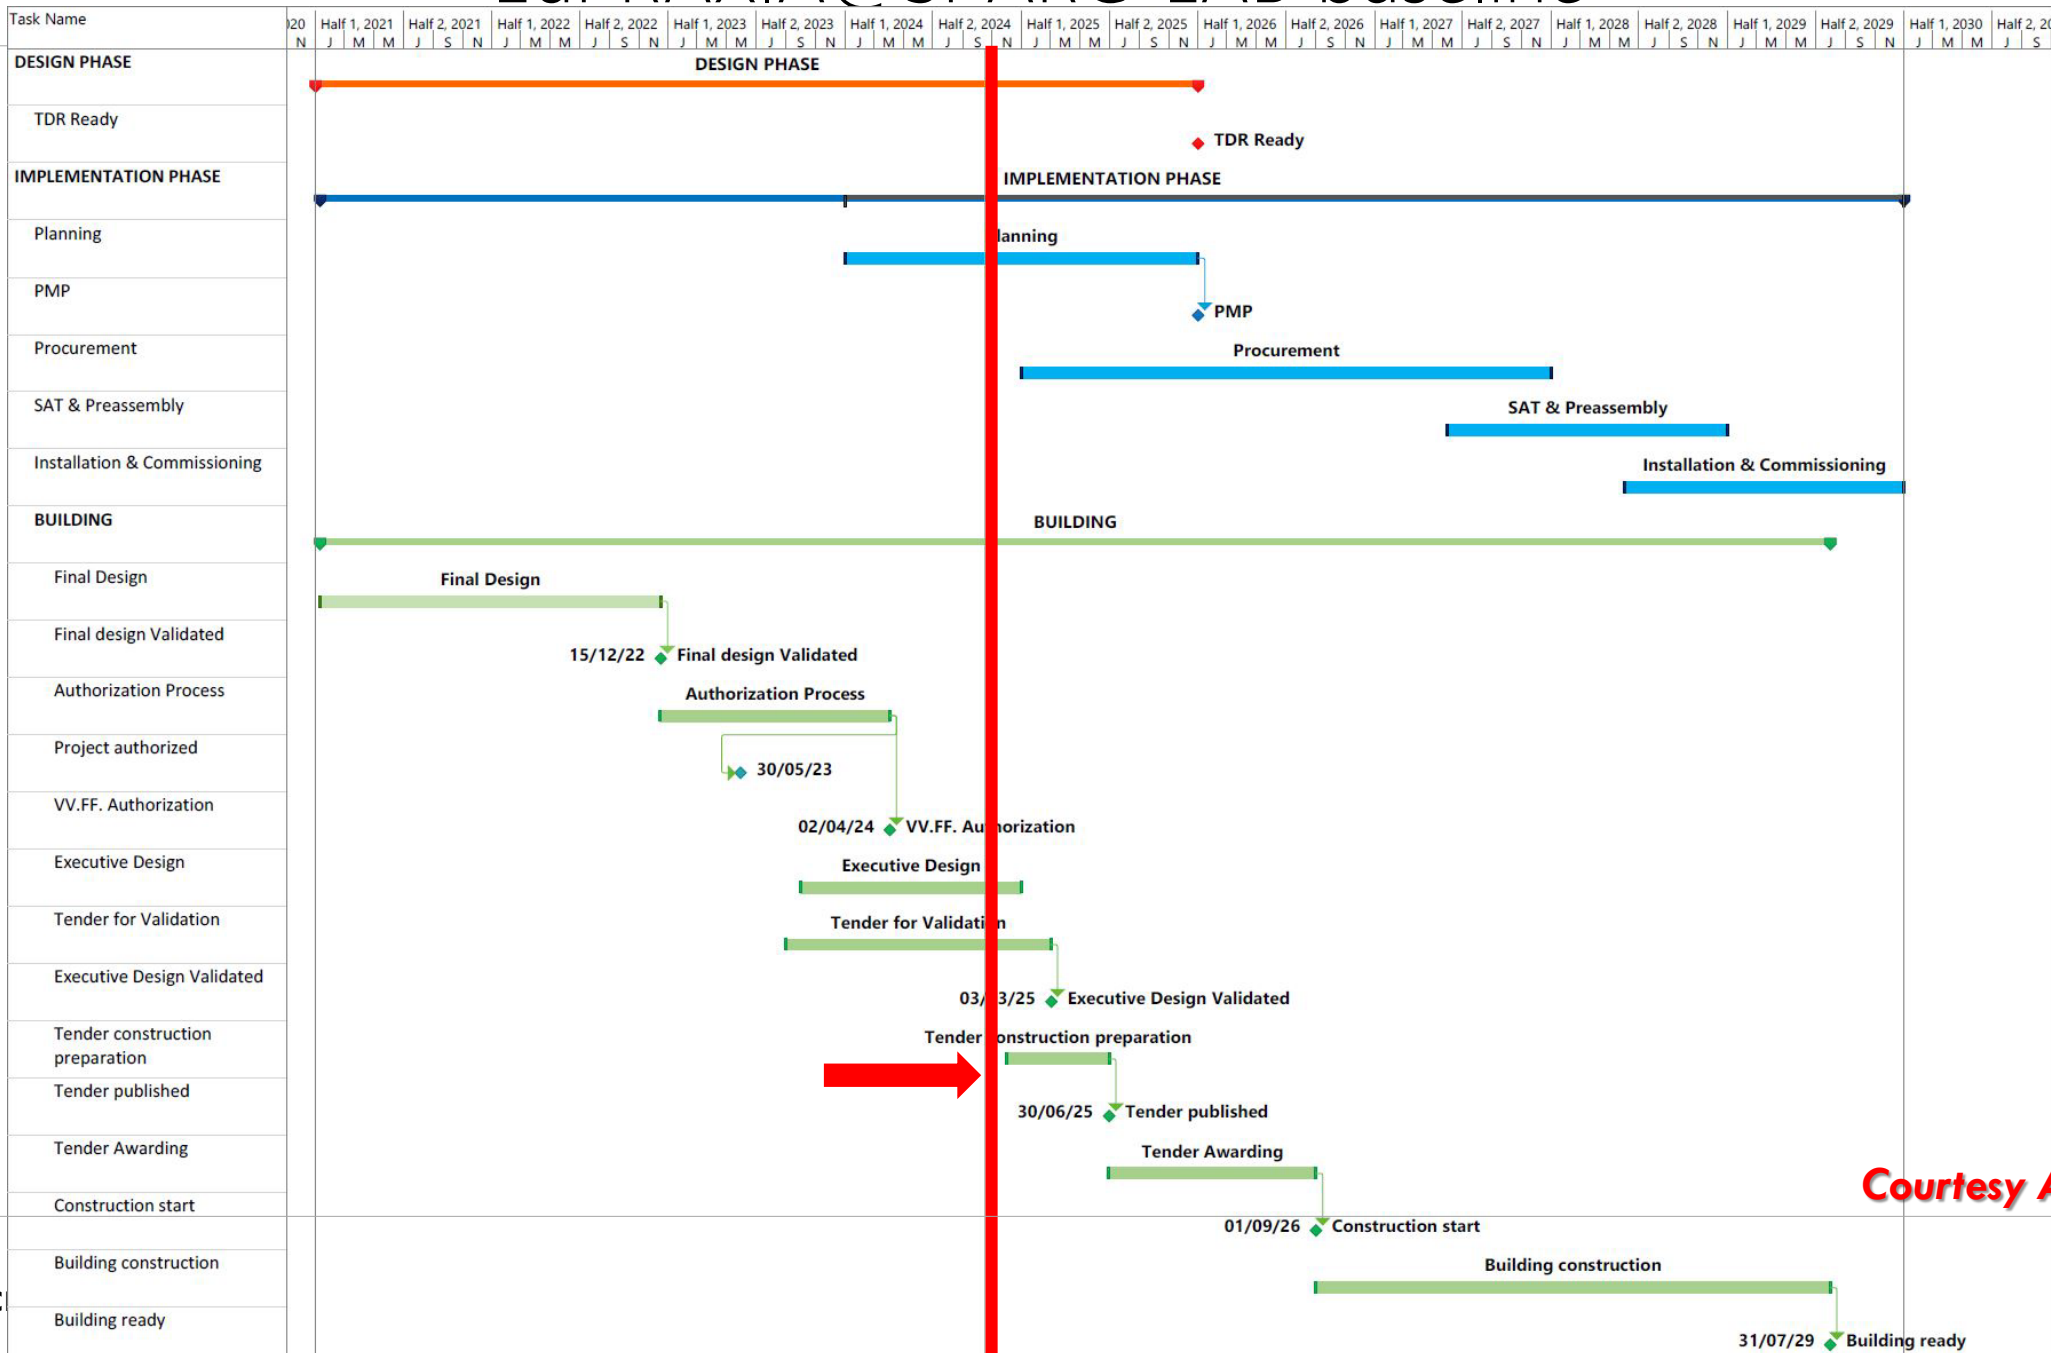 EuPRAXIA@SPARC_LAB baseline
Task Name
Half 1, 2021 Half 2, 2021 Half 1, 2022 Half 2, 2022 Half 1, 2023 Half 2, 2023 Half 1, 2024 Half 2, 2024 Half 1, 2025 Half 2, 2025 Half 1, 2026 Half 2, 2026 Half 1, 2027 Half 2, 2027 Half 1, 2028 Half 2, 2028 Half 1, 2029 Half 2, 2029 Half 1, 2030
N J M M J S N J M M J S N J M M J S N J M M J S N J M M J S N J M M J S N J M M J S N J M M J S N J M M J S N J M M J S
DESIGN PHASE
DESIGN PHASE
TDR Ready
TDR Ready
IMPLEMENTATION PHASE
IMPLEMENTATION PHASE
Planning
lanning
PMP
PMP
Procurement
Procurement
SAT & Preassembly
SAT & Preassembly
Installation & Commissioning
Installation & Commissioning
BUILDING
BUILDING
Final Design
Final Design
Final design Validated
15/12/22 Final design Validated
Authorization Process
Authorization Process
Project authorized
30/05/23
VV.FF. Authorization
02/04/24 VV.FF. Authorization
Executive Design
Executive Design
Tender for Validation
Tender for Validation
Executive Design Validated
03/03/25 Executive Design Validated
Tender construction
preparation
Tender construction preparation
Tender published
30/06/25 Tender published
Tender Awarding
Tender Awarding
Courtesy A
Construction start
01/09/26 Construction start
Building construction
Building construction
Building ready
31/07/29 Building ready